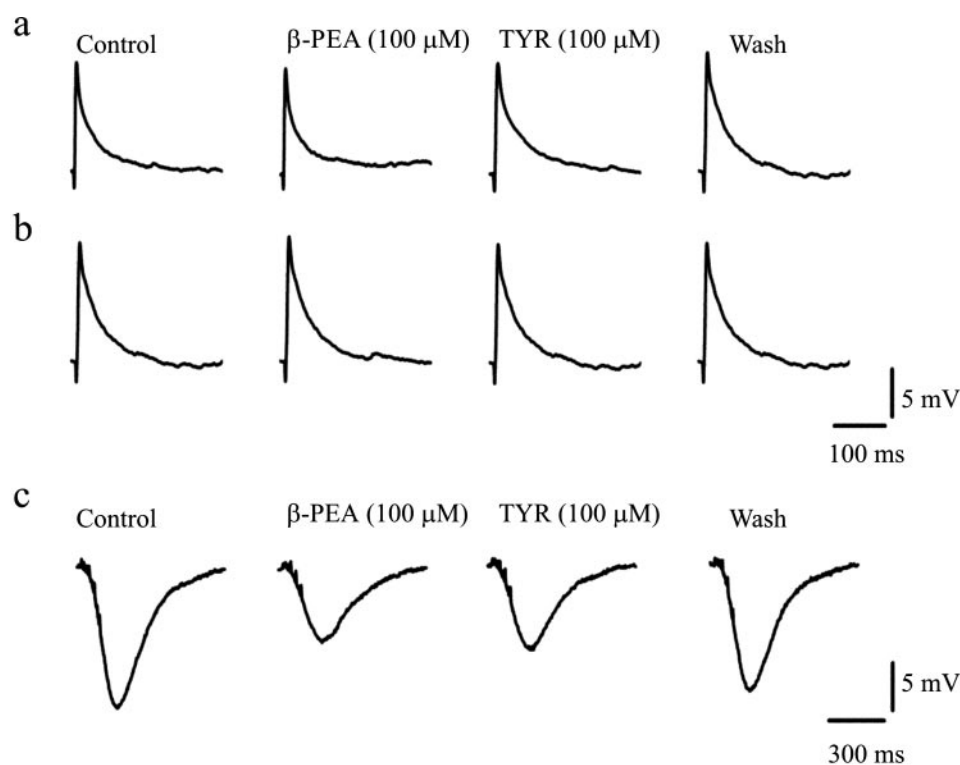 a
Control β-PEA (100 μM) TYR (100 μM) Wash
b
5 mV
100 ms
c
Control β-PEA (100 μM) TYR (100 μM) Wash
5 mV
300 ms